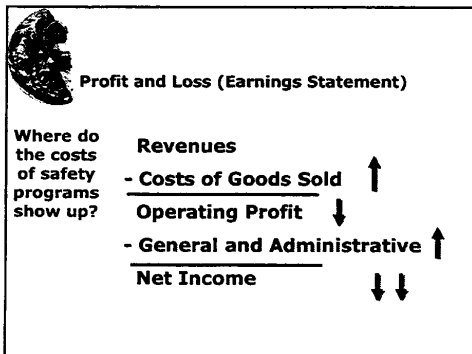 Profit and Loss (Earnings Statement)
Where do
the costs
of safety
programs
show up?
Revenues
- Costs of Goods Sold
Operating Profit
- General and Administrative
Net Income